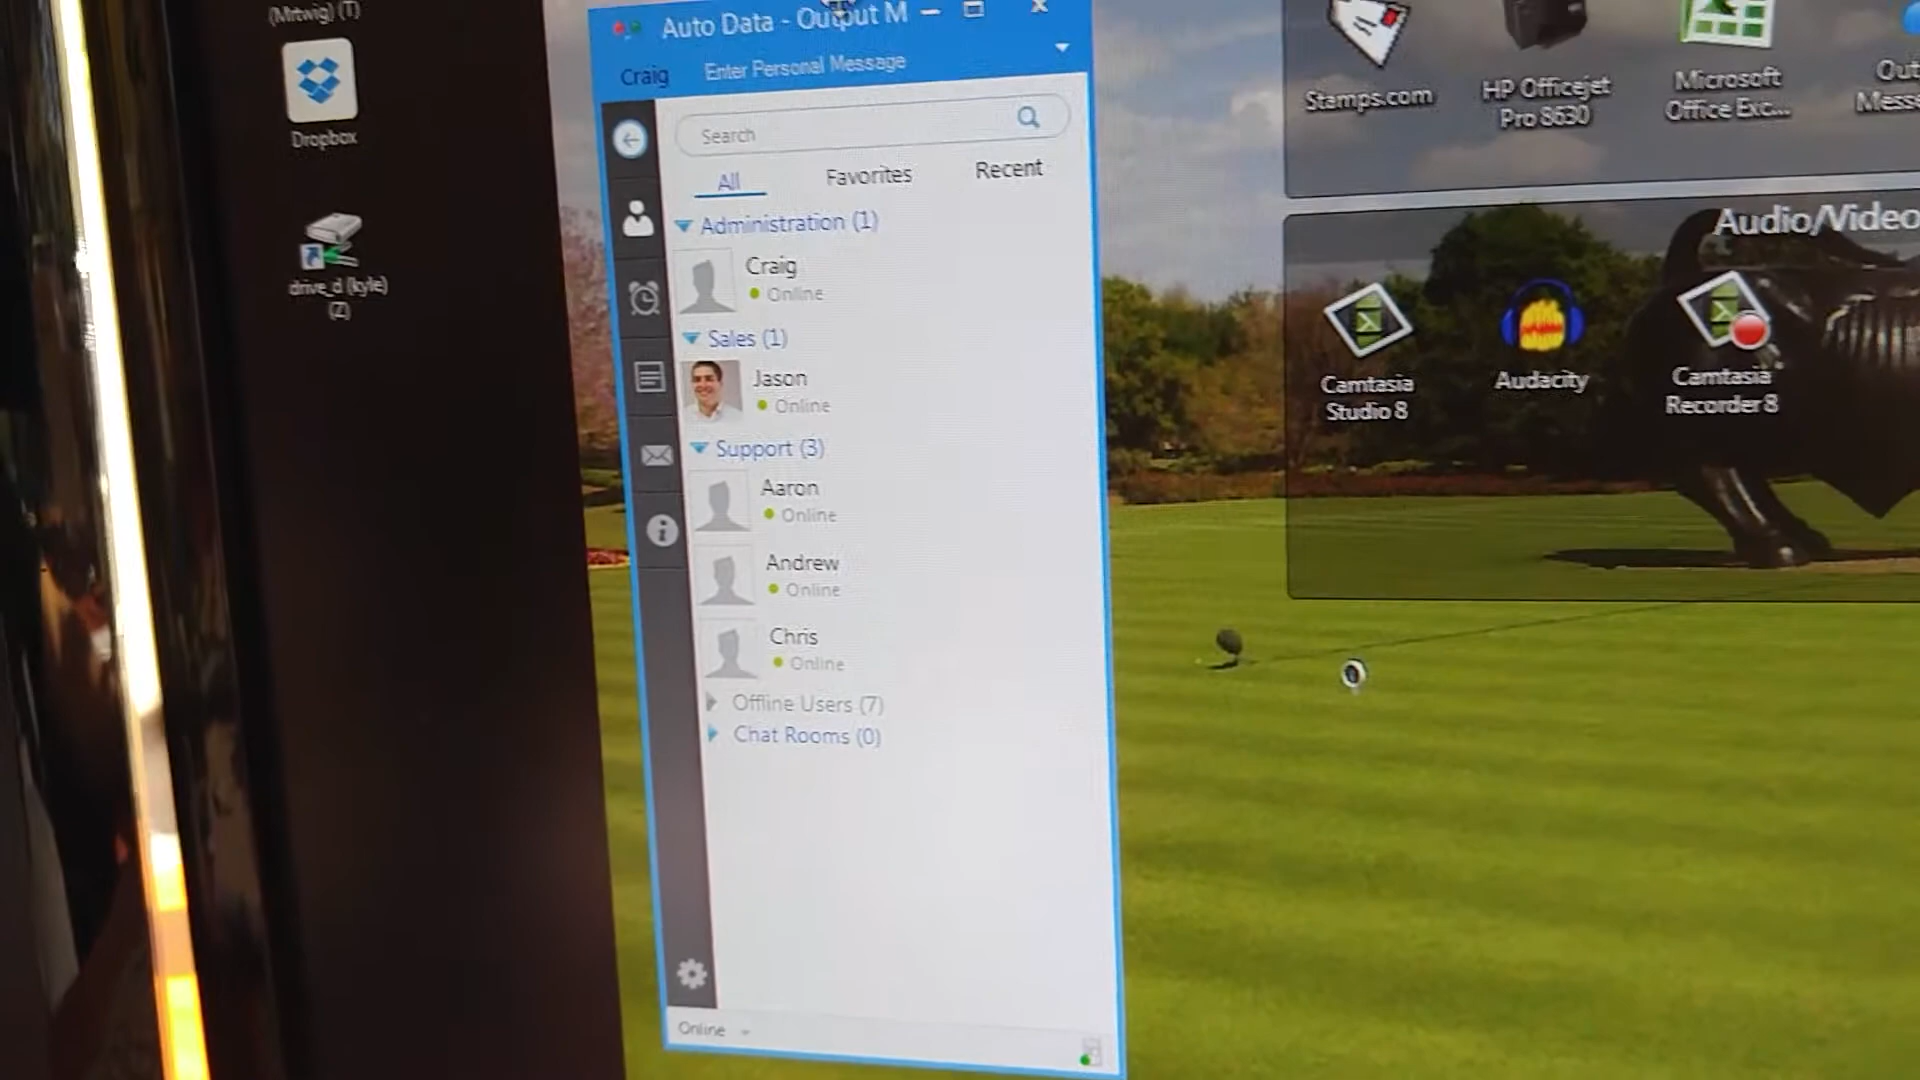 (Mrtwig) (T)
Dropbox
drive_d (kyle)
(Z)
Auto Data - Output M
Craig
Enter Personal Message
Search
All
Favorites
Recent
Administration (1)
Craig
Online
Sales (1)
Jason
Online
Support (3)
Aaron
Online
Andrew
Online
Chris
Online
Offline Users (7)
Chat Rooms (0)
Online
Stamps.com
HP Officejet
Pro 8630
Microsoft
Office Exc...
Out
Messe
Audio/Video
Camtasia
Studio 8
Audacity
Camtasia
Recorder 8